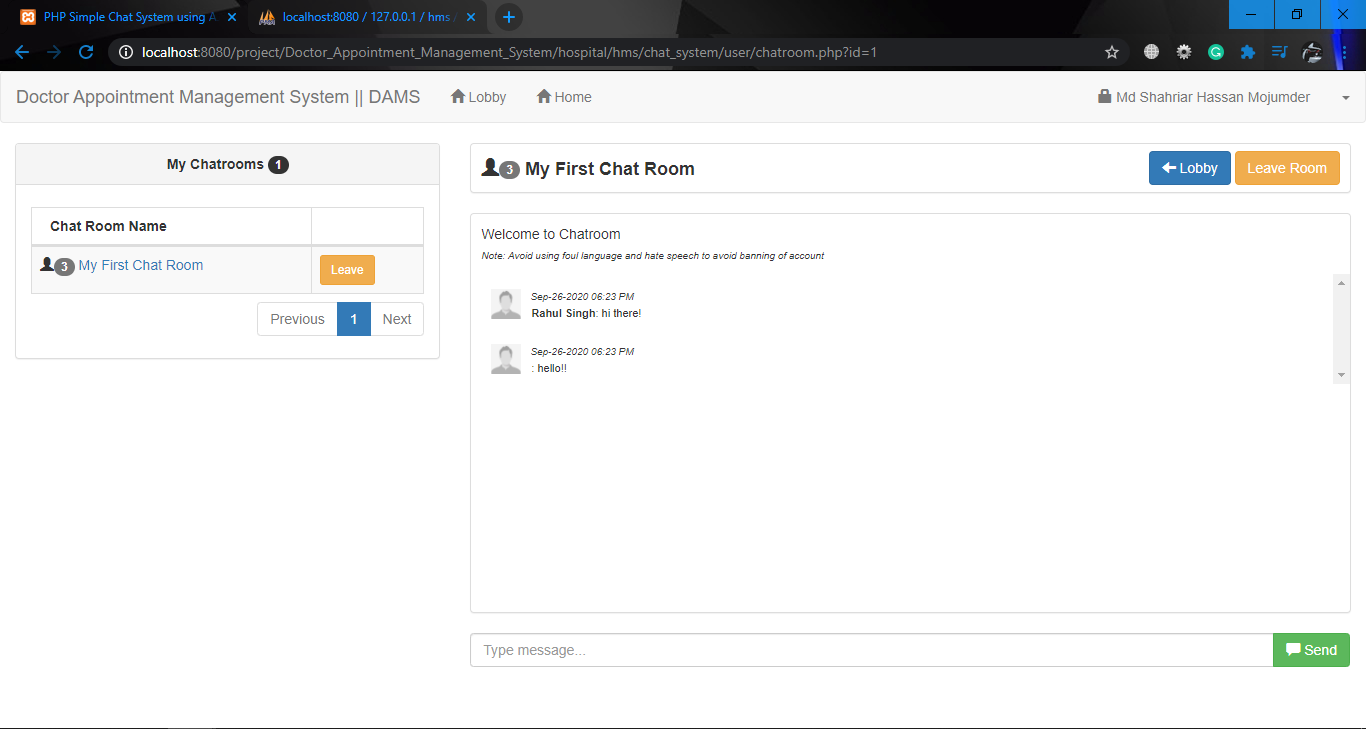 PHP Simple Chat System using A
localhost:8080 / 127.0.0.1 / hms /
localhost:8080/project/Doctor_Appointment_Management_System/hospital/hms/chat_system/user/chatroom.php?id=1
Doctor Appointment Management System || DAMS
Lobby
Home
Md Shahriar Hassan Mojumder
My Chatrooms 1
Chat Room Name
3 My First Chat Room
Leave
Previous
1
Next
3 My First Chat Room
Lobby
Leave Room
Welcome to Chatroom
Note: Avoid using foul language and hate speech to avoid banning of account
Sep-26-2020 06:23 PM
Rahul Singh: hi there!
Sep-26-2020 06:23 PM
: hello!!
Type message...
Send